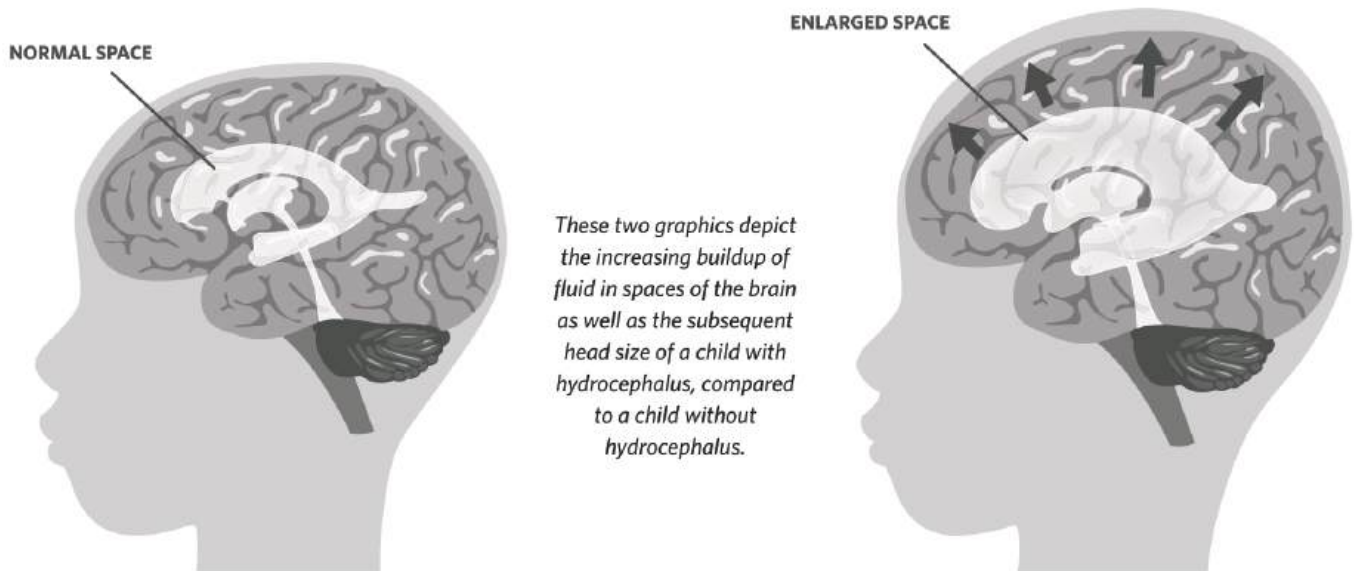 NORMAL SPACE
ENLARGED SPACE
These two graphics depict
the increasing buildup of
fluid in spaces of the brain
as well as the subsequent
head size of a child with
hydrocephalus, compared
to a child without
hydrocephalus.